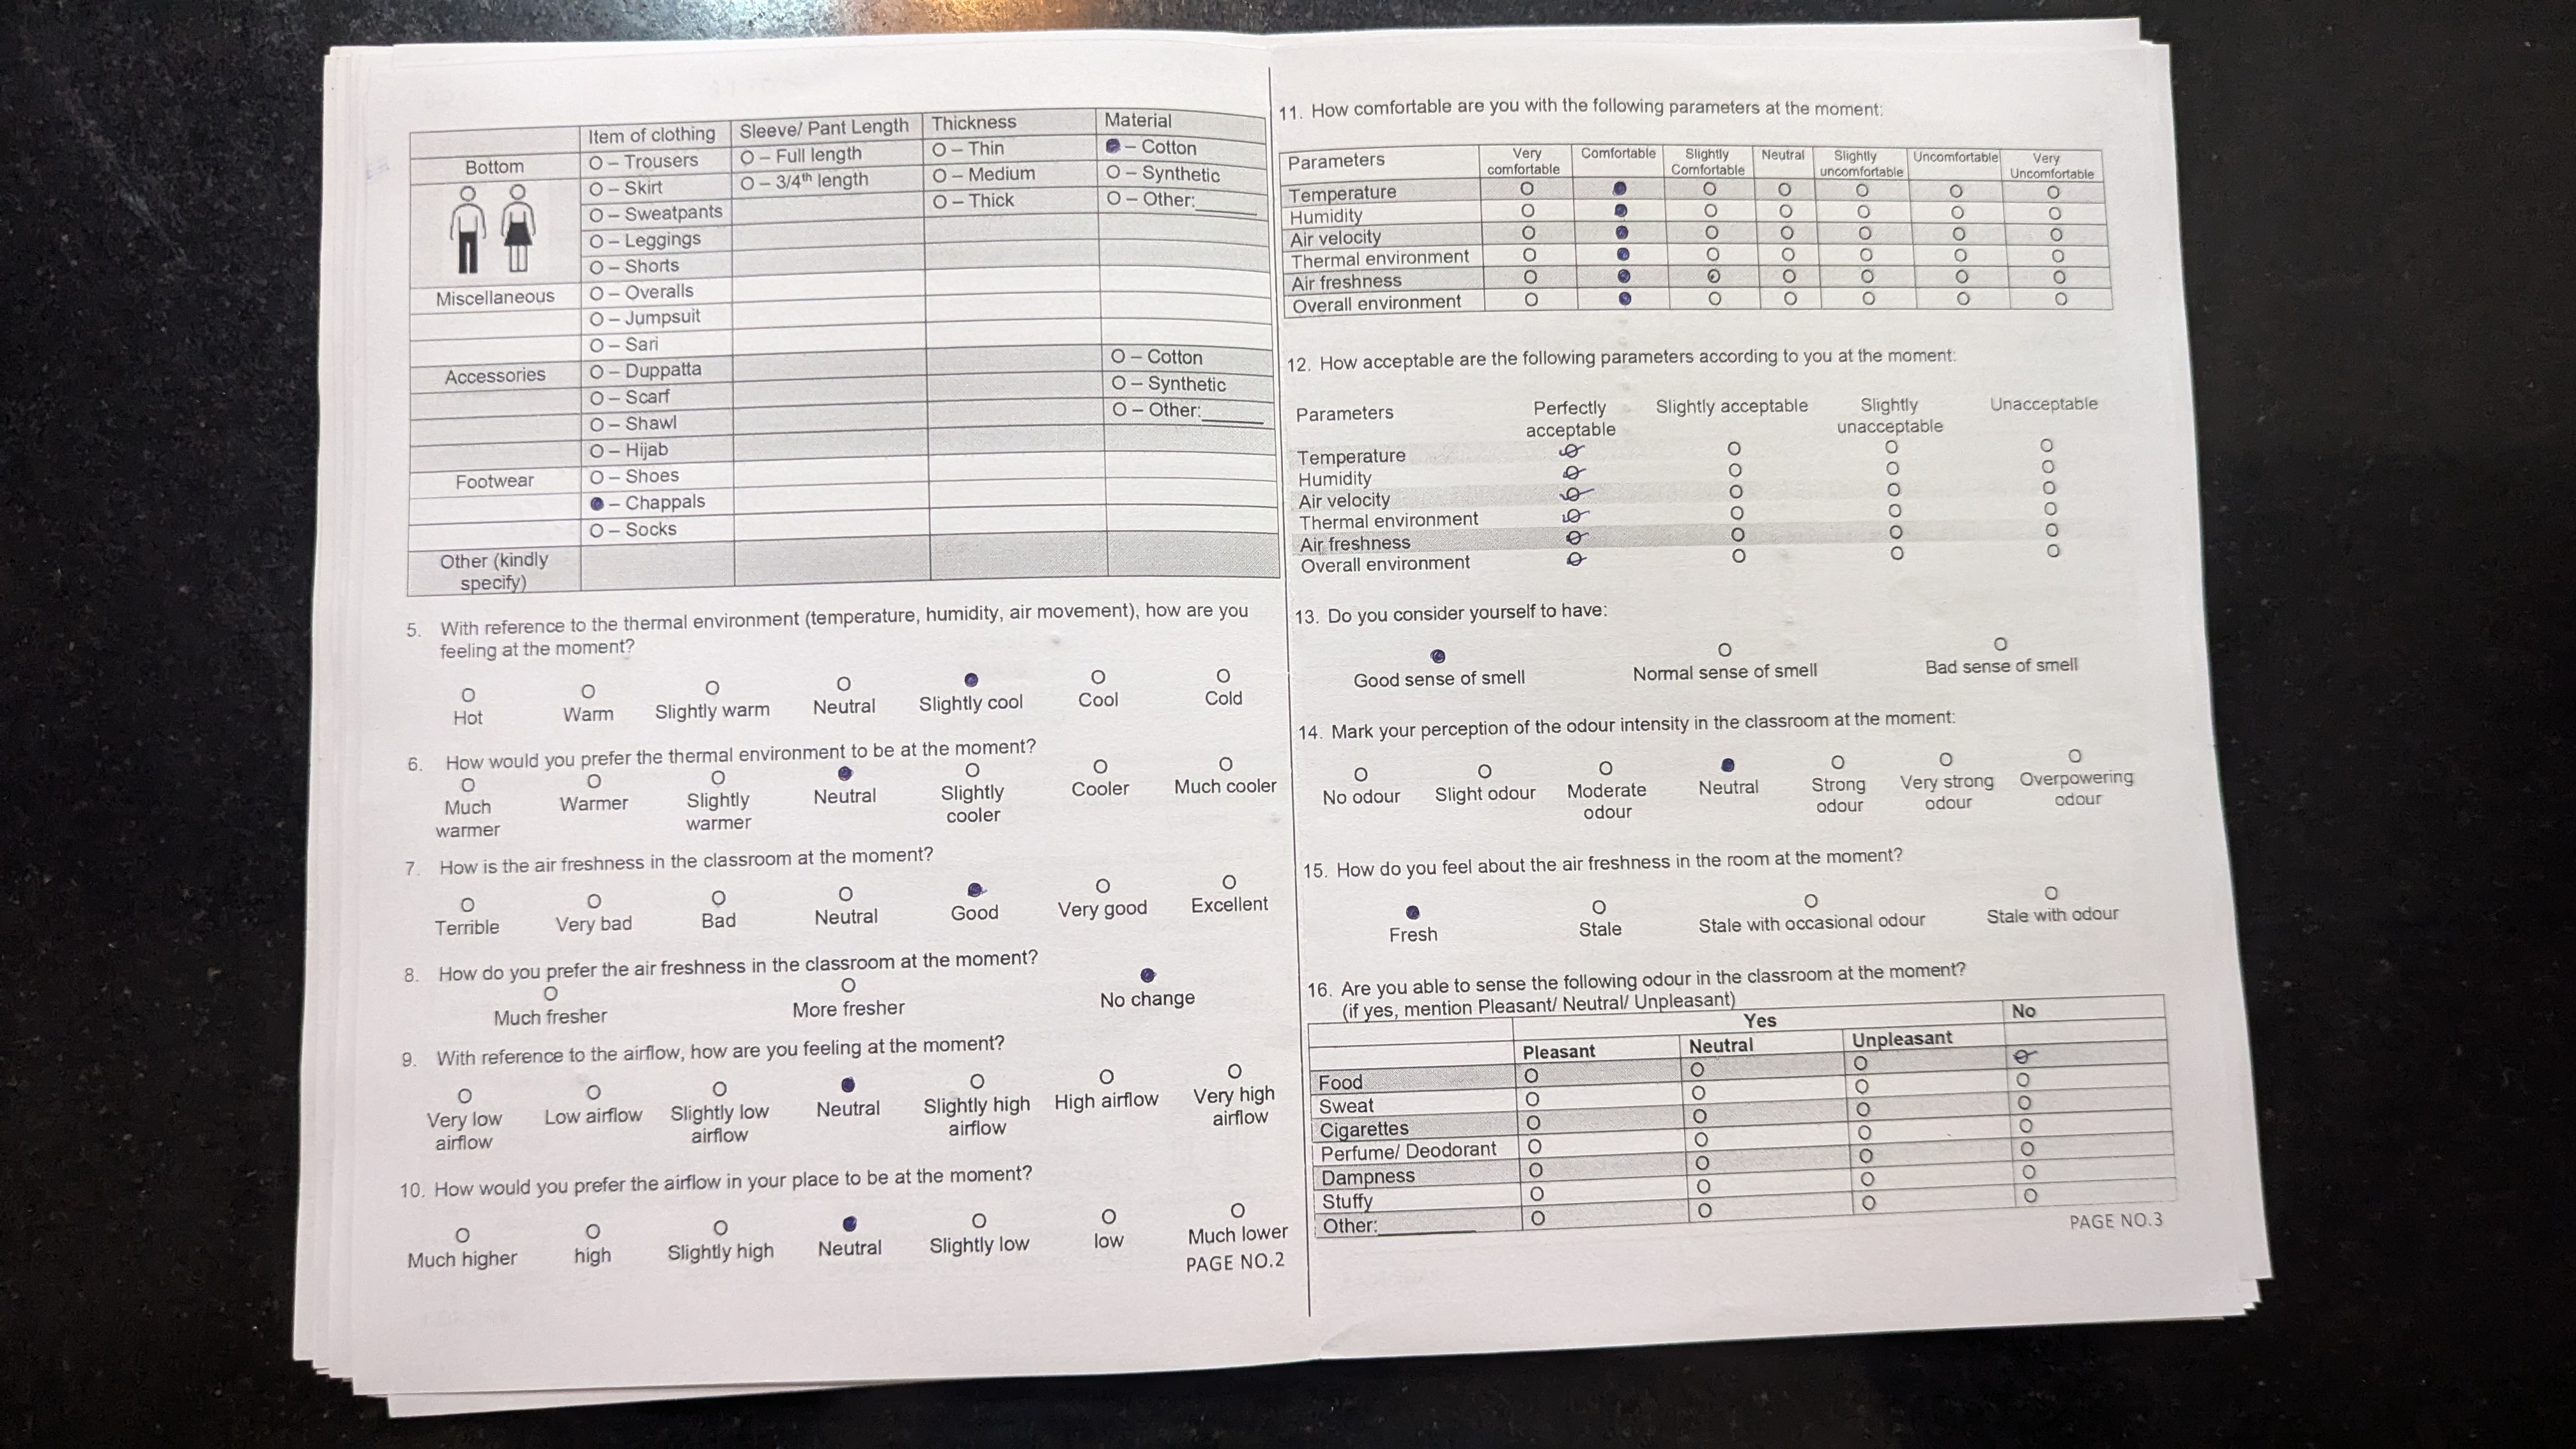 Item of clothing Sleeve/ Pant Length Thickness Material
Bottom O – Trousers O – Full length O – Thin ● – Cotton
O – Skirt O – 3/4th length O – Medium O – Synthetic
O – Sweatpants O – Thick O – Other:______
O – Leggings
O – Shorts
Miscellaneous O – Overalls
O – Jumpsuit
O – Sari O – Cotton
Accessories O – Duppatta O – Synthetic
O – Scarf O – Other:______
O – Shawl
O – Hijab
Footwear O – Shoes
● – Chappals
O – Socks
Other (kindly
specify)
5. With reference to the thermal environment (temperature, humidity, air movement), how are you
feeling at the moment?
O O O O ● O O
Hot Warm Slightly warm Neutral Slightly cool Cool Cold
6. How would you prefer the thermal environment to be at the moment?
O O O ● O O O
Much Warmer Slightly Neutral Slightly Cooler Much cooler
warmer warmer cooler
7. How is the air freshness in the classroom at the moment?
O O O O ● O O
Terrible Very bad Bad Neutral Good Very good Excellent
8. How do you prefer the air freshness in the classroom at the moment?
O O ●
Much fresher More fresher No change
9. With reference to the airflow, how are you feeling at the moment?
O O O ● O O O
Very low Low airflow Slightly low Neutral Slightly high High airflow Very high
airflow airflow airflow airflow
10. How would you prefer the airflow in your place to be at the moment?
O O O ● O O O
Much higher high Slightly high Neutral Slightly low low Much lower
PAGE NO.2
11. How comfortable are you with the following parameters at the moment:
Parameters Very Comfortable Slightly Neutral Slightly Uncomfortable Very
comfortable Comfortable uncomfortable Uncomfortable
Temperature O ● O O O O O
Humidity O ● O O O O O
Air velocity O ● O O O O O
Thermal environment O ● O O O O O
Air freshness O ● O O O O O
Overall environment O ● O O O O O
12. How acceptable are the following parameters according to you at the moment:
Parameters Perfectly Slightly acceptable Slightly Unacceptable
acceptable unacceptable
Temperature O O O O
Humidity O O O O
Air velocity O O O O
Thermal environment O O O O
Air freshness O O O O
Overall environment O O O O
13. Do you consider yourself to have:
● O O
Good sense of smell Normal sense of smell Bad sense of smell
14. Mark your perception of the odour intensity in the classroom at the moment:
O O O ● O O O
No odour Slight odour Moderate Neutral Strong Very strong Overpowering
odour odour odour odour
15. How do you feel about the air freshness in the room at the moment?
● O O O
Fresh Stale Stale with occasional odour Stale with odour
16. Are you able to sense the following odour in the classroom at the moment?
(if yes, mention Pleasant/ Neutral/ Unpleasant)
Yes No
Pleasant Neutral Unpleasant
Food O O O O
Sweat O O O O
Cigarettes O O O O
Perfume/ Deodorant O O O O
Dampness O O O O
Stuffy O O O O
Other:__________ O O O O
PAGE NO.3